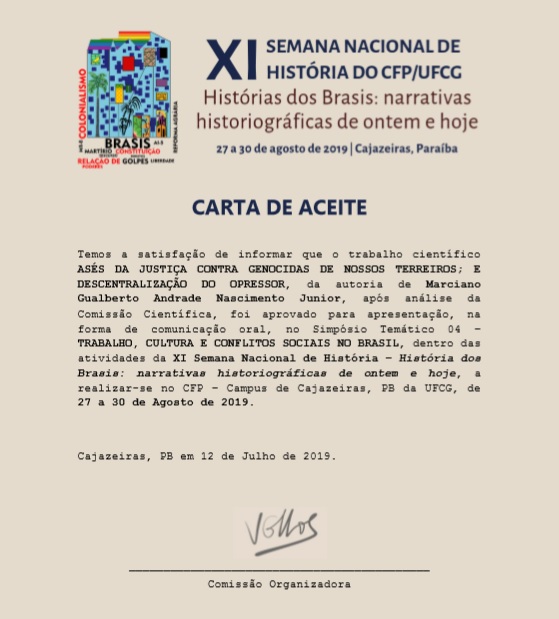 XI SEMANA NACIONAL DE
HISTÓRIA DO CFP/UFCG
Histórias dos Brasis: narrativas
historiográficas de ontem e hoje
27 a 30 de agosto de 2019 | Cajazeiras, Paraíba
COLONIALISMO
REFORMA AGRÁRIA
BRASIS
AI-5
MARTÍRIO CONSTITUIÇÃO
RELAÇÃO DE GOLPES LIBERDADE
PODERES
CARTA DE ACEITE
Temos a satisfação de informar que o trabalho científico
ASÉS DA JUSTIÇA CONTRA GENOCIDAS DE NOSSOS TERREIROS; E
DESCENTRALIZAÇÃO DO OPRESSOR, da autoria de Marciano
Gualberto Andrade Nascimento Junior, após análise da
Comissão Científica, foi aprovado para apresentação, na
forma de comunicação oral, no Simpósio Temático 04 –
TRABALHO, CULTURA E CONFLITOS SOCIAIS NO BRASIL, dentro das
atividades da XI Semana Nacional de História – História dos
Brasis: narrativas historiográficas de ontem e hoje, a
realizar-se no CFP – Campus de Cajazeiras, PB da UFCG, de
27 a 30 de Agosto de 2019.
Cajazeiras, PB em 12 de Julho de 2019.
Comissão Organizadora